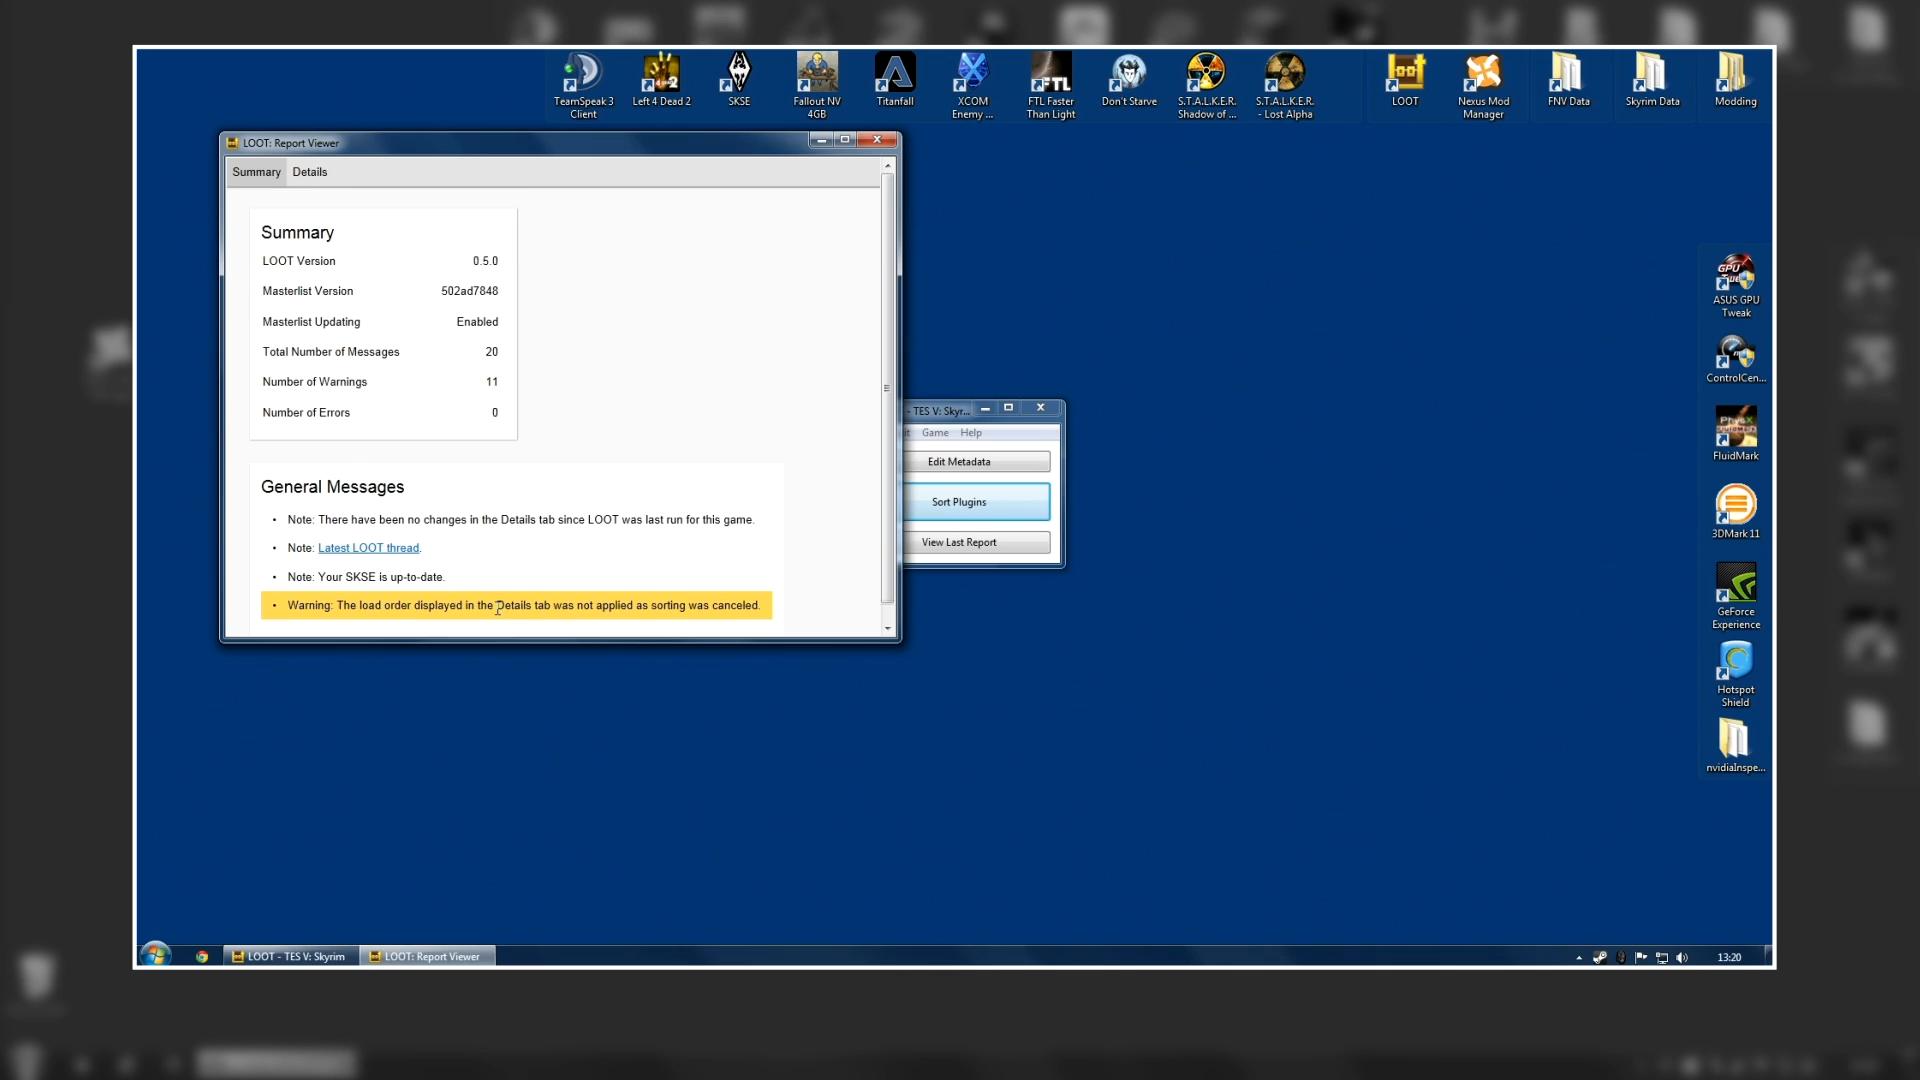 TeamSpeak 3
Client
Left 4 Dead 2
SKSE
Fallout NV
4GB
Titanfall
XCOM
Enemy ...
FTL
FTL Faster
Than Light
Don't Starve
S.T.A.L.K.E.R.
Shadow of ...
S.T.A.L.K.E.R.
- Lost Alpha
LOOT
Nexus Mod
Manager
FNV Data
Skyrim Data
Modding
LOOT: Report Viewer
Summary Details
Summary
LOOT Version 0.5.0
Masterlist Version 502ad7848
Masterlist Updating Enabled
Total Number of Messages 20
Number of Warnings 11
Number of Errors 0
General Messages
• Note: There have been no changes in the Details tab since LOOT was last run for this game.
• Note: Latest LOOT thread.
• Note: Your SKSE is up-to-date.
• Warning: The load order displayed in the Details tab was not applied as sorting was canceled.
- TES V: Skyr...
Game Help
Edit Metadata
Sort Plugins
View Last Report
GPU
ASUS GPU
Tweak
ControlCen...
FluidMark
3DMark 11
GeForce
Experience
Hotspot
Shield
nvidiaInspe...
LOOT - TES V: Skyrim
LOOT: Report Viewer
13:20